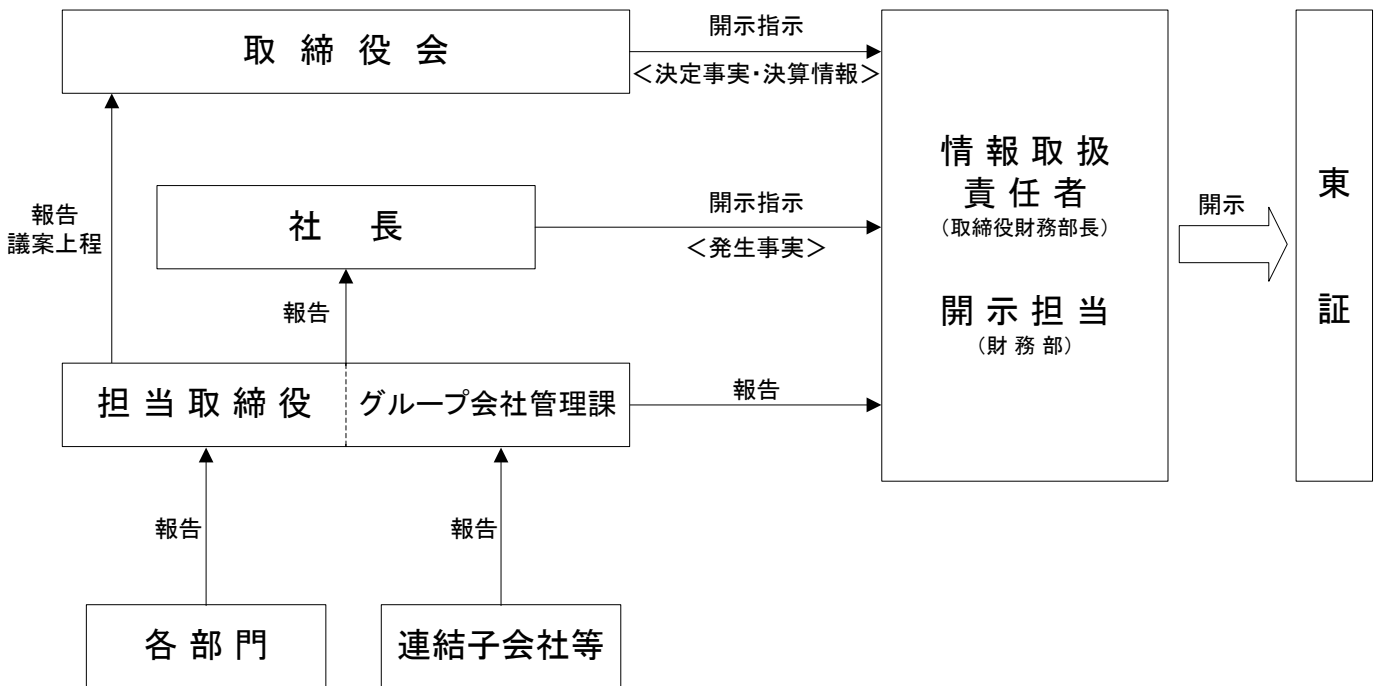 取締役会
開示指示
＜決定事実・決算情報＞
情報取扱
責任者
（取締役財務部長）
開示担当
（財務部）
開示
東
証
報告
議案上程
社長
開示指示
＜発生事実＞
報告
担当取締役
グループ会社管理課
報告
報告
報告
各部門
連結子会社等